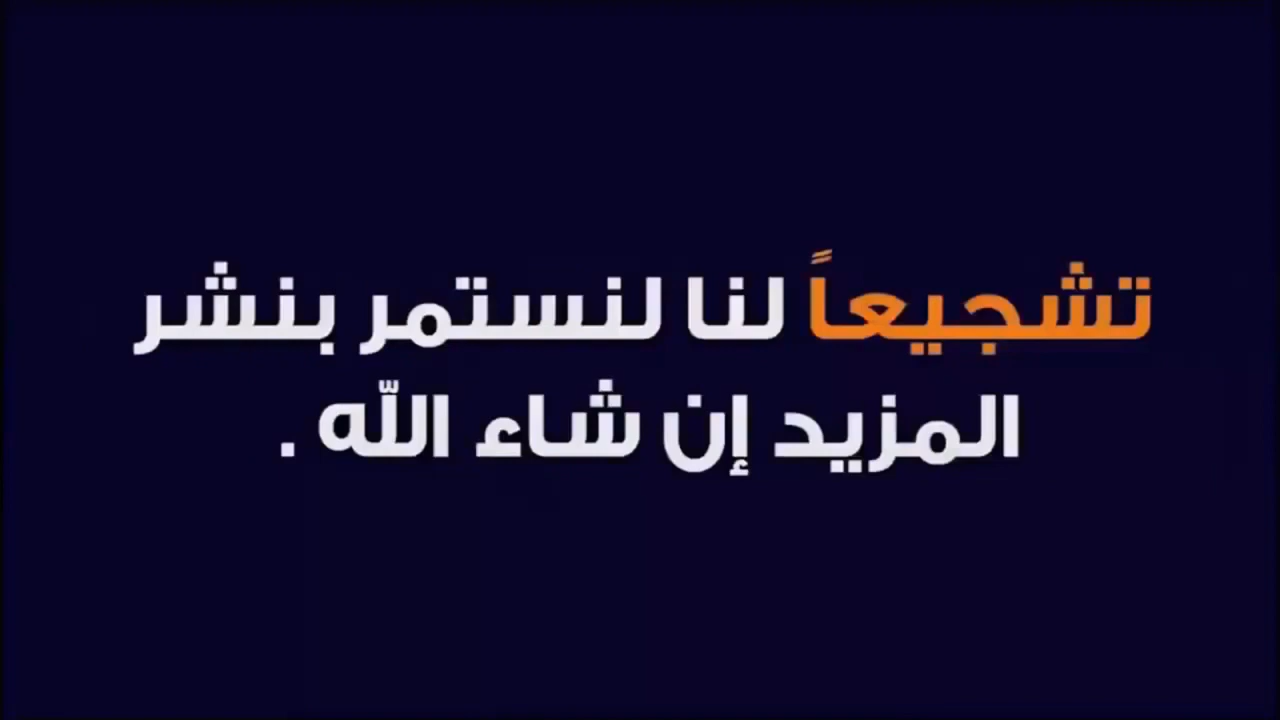 تشجيعاً لنا لنستمر بنشر
المزيد إن شاء اللّه .